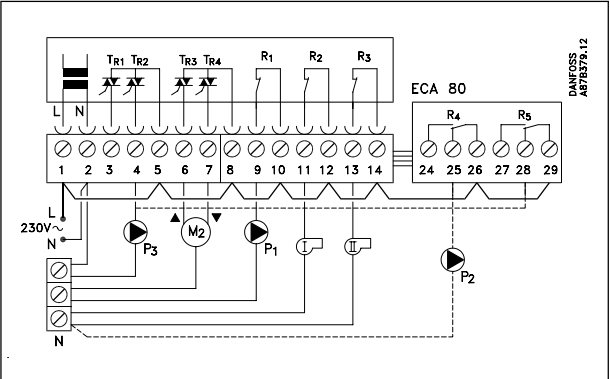 TR1 TR2 TR3 TR4 R1 R2 R3
DANFOSS
A87B379.12
ECA 80
L N
R4 R5
1 2 3 4 5 6 7 8 9 10 11 12 13 14
24 25 26 27 28 29
L
230V~
N
P3 M2 P1 I II
P2
N